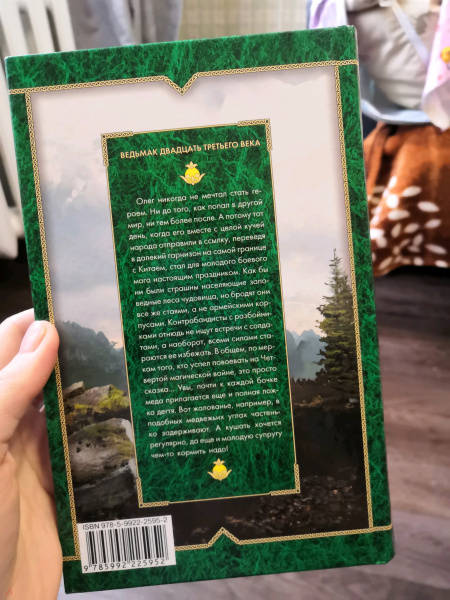 ВЕДЬМАК ДВАДЦАТЬ ТРЕТЬЕГО ВЕКА
Олег никогда не мечтал стать ге-
роем. Ни до того, как попал в другой
мир, ни тем более после. А потому тот
день, когда его вместе с целой кучей
народа отправили в ссылку, переведя
в далекий гарнизон на самой границе
с Китаем, стал для молодого боевого
мага настоящим праздником. Как бы
ни были страшны населяющие запо-
ведные леса чудовища, но бродят они
все же стаями, а не армейскими кор-
пусами. Контрабандисты с разбойни-
ками отнюдь не ищут встречи с солда-
тами, а наоборот, всеми силами ста-
раются ее избежать. В общем, по мер-
кам того, кто успел повоевать на Чет-
вертой магической войне, это просто
сказка... Увы, почти к каждой бочке
меда прилагается еще и полная лож-
ка дегтя. Вот жалованье, например, в
подобных медвежьих углах частень-
ко задерживают. А кушать хочется
регулярно, да еще и молодую супругу
чем-то кормить надо!
ISBN 978-5-9922-2595-2
9 785992 225952